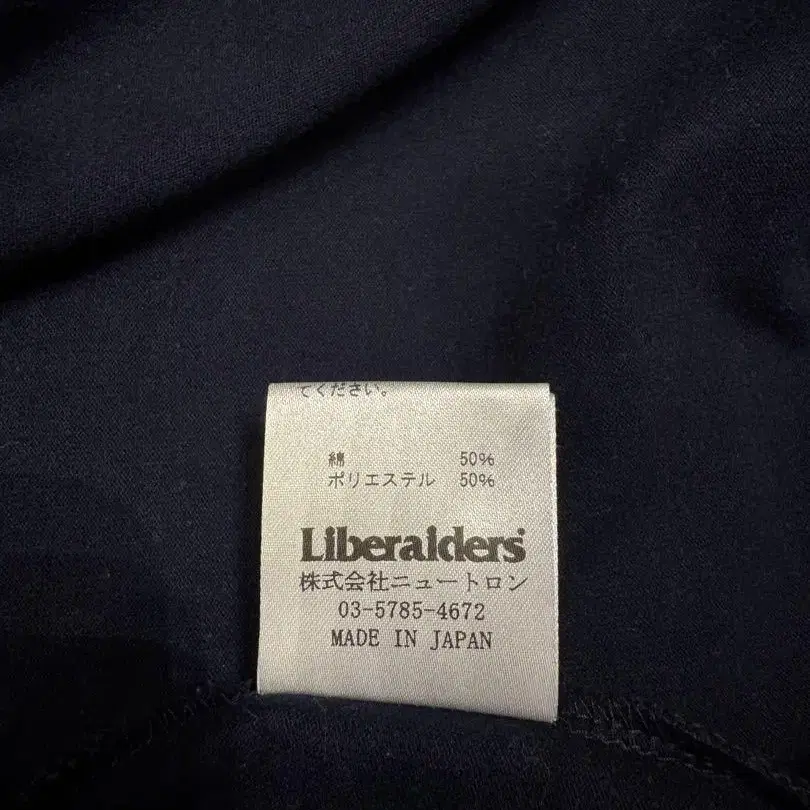 てください。
綿 50%
ポリエステル 50%
Liberaiders
株式会社ニュートロン
03-5785-4672
MADE IN JAPAN